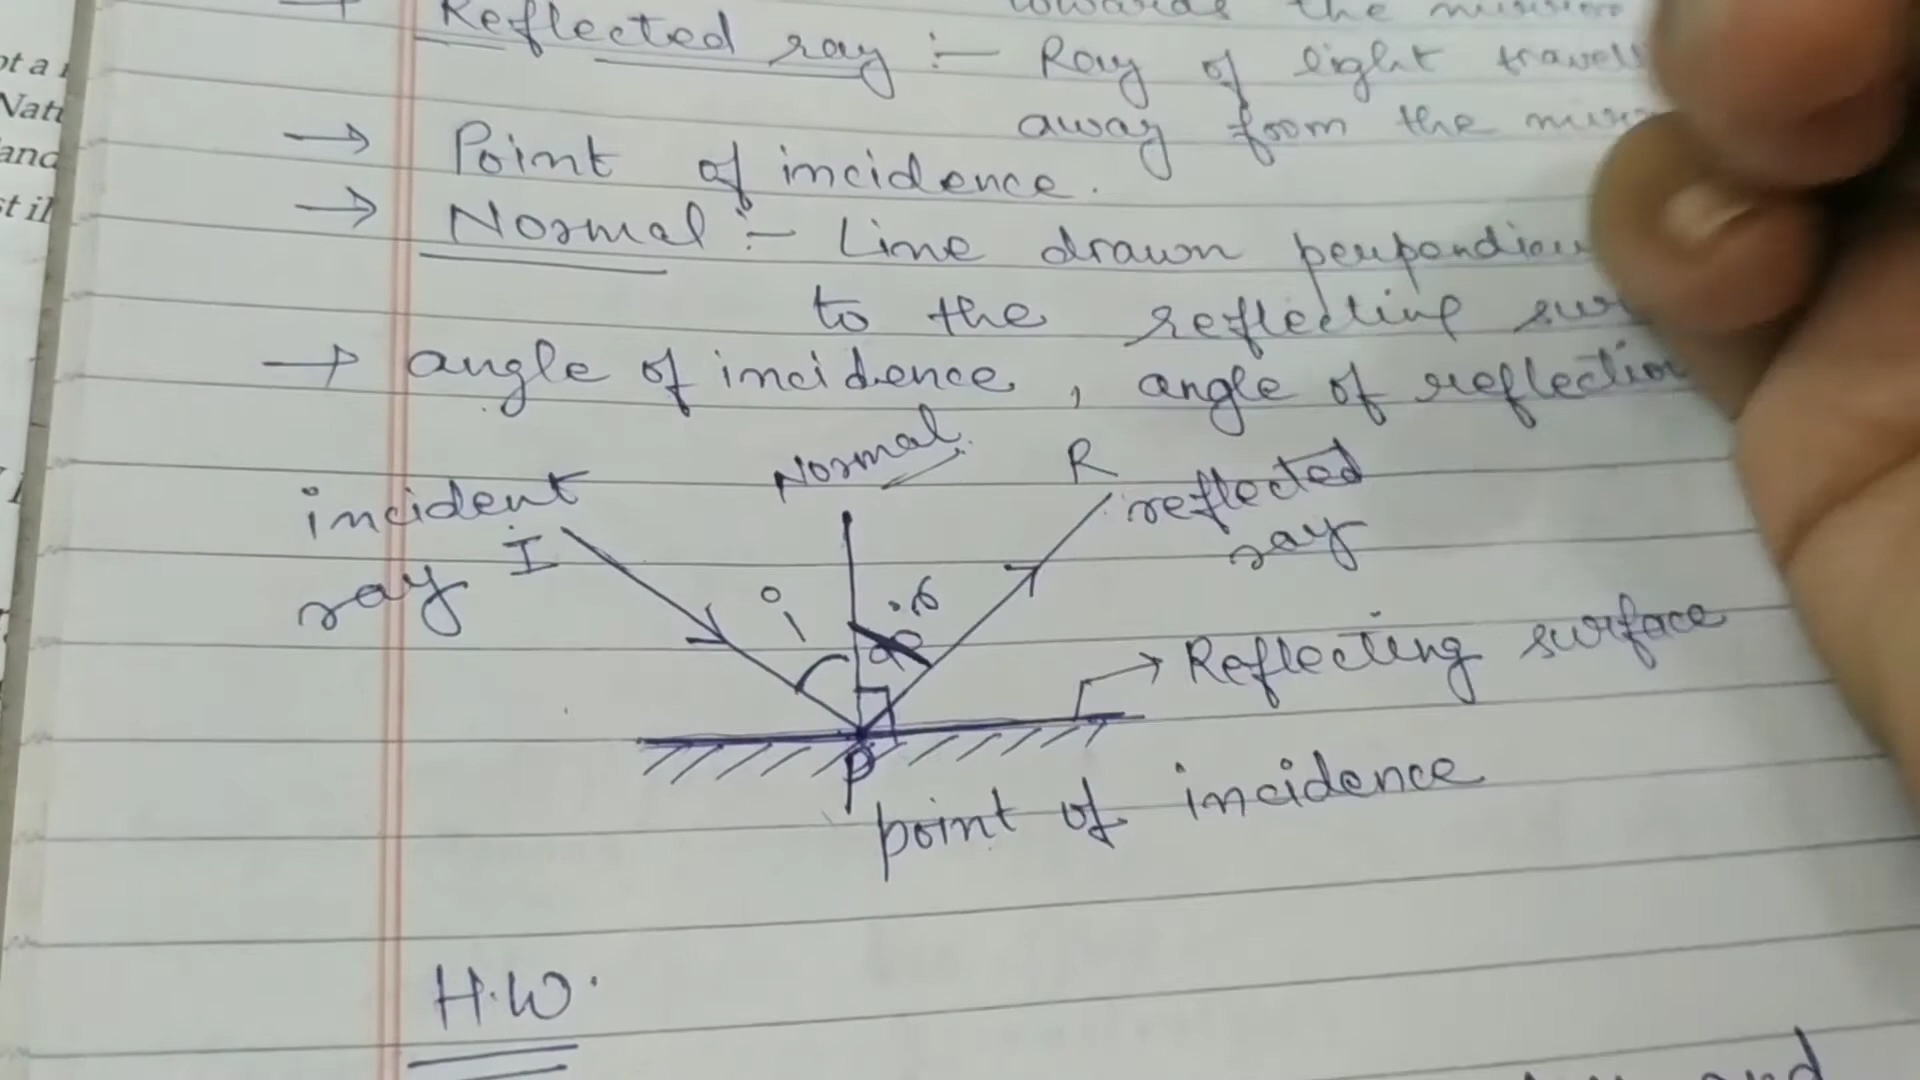 Reflected ray :- Ray of light
away from the
→ Point of incidence.
→ Normal :- Line drawn
to the reflecting
→ angle of incidence, angle of reflection
Normal
R
incident
reflected
I
ray
ray
i
Reflecting surface
P
point of incidence
H.W.